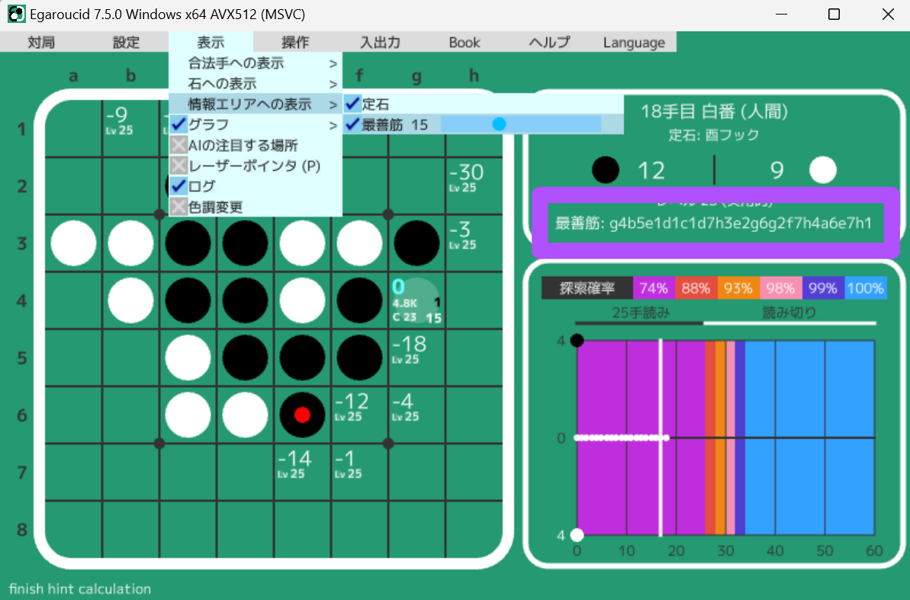 Egaroucid 7.5.0 Windows x64 AVX512 (MSVC)
対局 設定 表示 操作 入出力 Book ヘルプ Language
合法手への表示 >
石への表示 >
情報エリアへの表示 >
グラフ >
AIの注目する場所
レーザーポインタ (P)
ログ
色調変更
定石
最善筋 15
a b f g h
1 2 3 4 5 6 7 8
-9
Lv 25
-30
Lv 25
-3
Lv 25
0
4.8K 1
C 23 15
-18
Lv 25
-12
Lv 25
-4
Lv 25
-14
Lv 25
-1
Lv 25
18手目 白番 (人間)
定石: 酉フック
12 9
最善筋: g4b5e1d1c1d7h3e2g6g2f7h4a6e7h1
探索確率 74% 88% 93% 98% 99% 100%
25手読み 読み切り
4
0
4
0 10 20 30 40 50 60
finish hint calculation